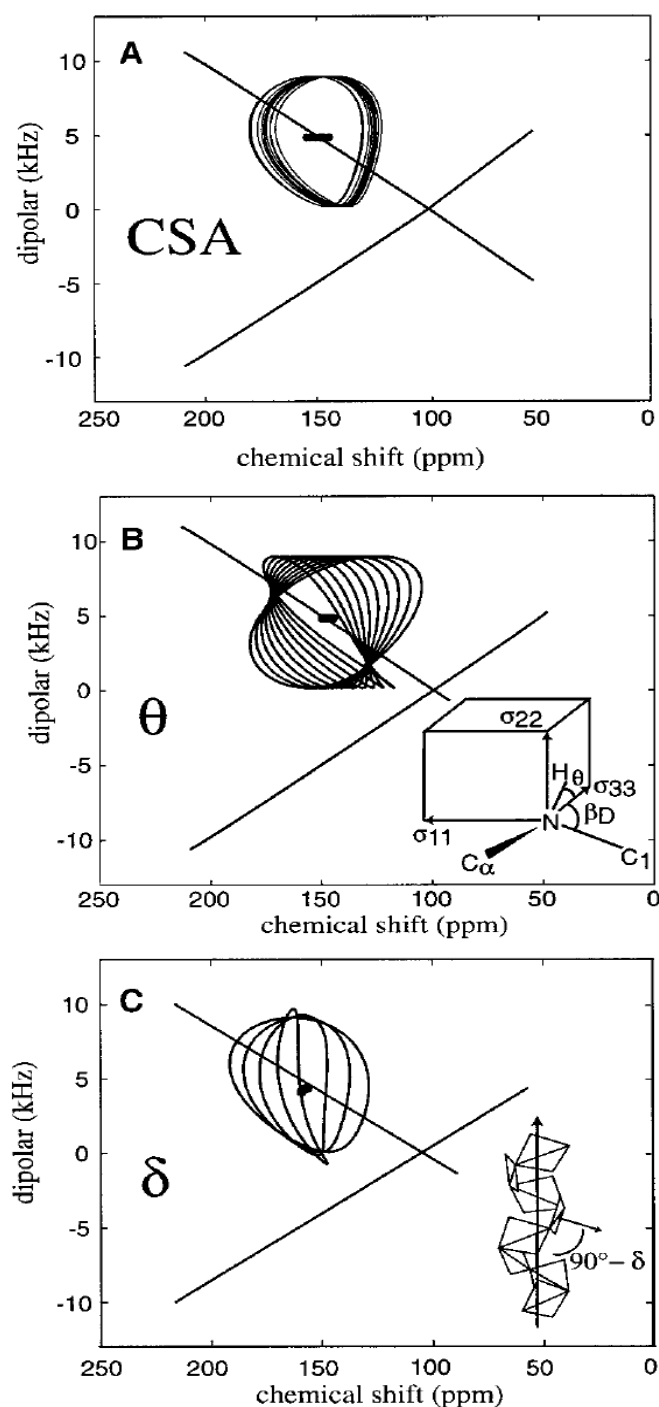 A
10
5
0
-5
-10
dipolar (kHz)
CSA
250 200 150 100 50 0
chemical shift (ppm)
B
10
5
0
-5
-10
dipolar (kHz)
θ
σ22
Hθ
σ33
N
βD
σ11
Cα
C1
250 200 150 100 50 0
chemical shift (ppm)
C
10
5
0
-5
-10
dipolar (kHz)
δ
90°– δ
250 200 150 100 50 0
chemical shift (ppm)